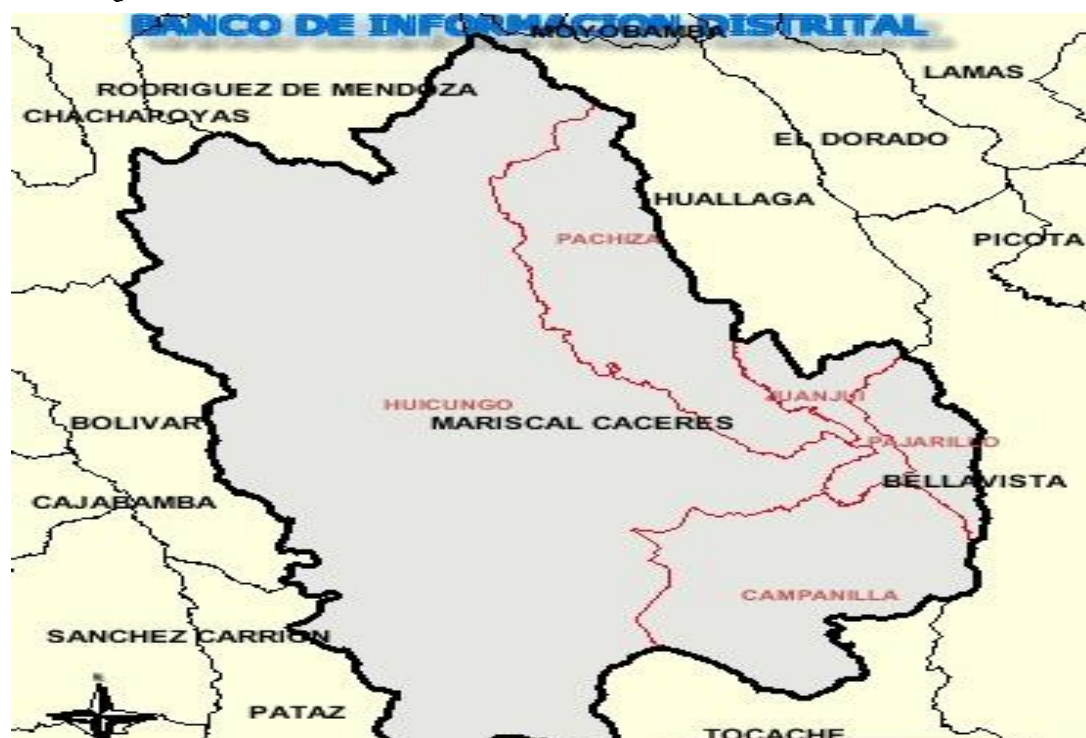 BANCO DE INFORMACION DISTRITAL
MOYOBAMBA
LAMAS
RODRIGUEZ DE MENDOZA
CHACHAPOYAS
EL DORADO
HUALLAGA
PACHIZA
PICOTA
JUANJUI
HUICUNGO
MARISCAL CACERES
BOLIVAR
PAJARILLO
BELLAVISTA
CAJABAMBA
CAMPANILLA
SANCHEZ CARRION
PATAZ
TOCACHE